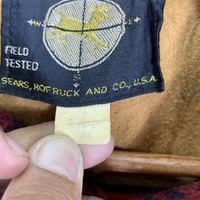 W E
S
FIELD
TESTED
SEARS, ROEBUCK AND CO., U.S.A.